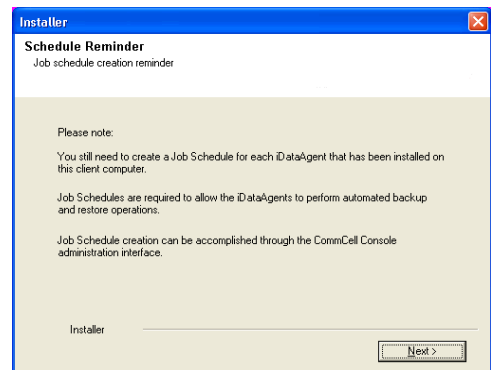 Installer
Schedule Reminder
Job schedule creation reminder
Please note:
You still need to create a Job Schedule for each iDataAgent that has been installed on
this client computer.
Job Schedules are required to allow the iDataAgents to perform automated backup
and restore operations.
Job Schedule creation can be accomplished through the CommCell Console
administration interface.
Installer
Next >